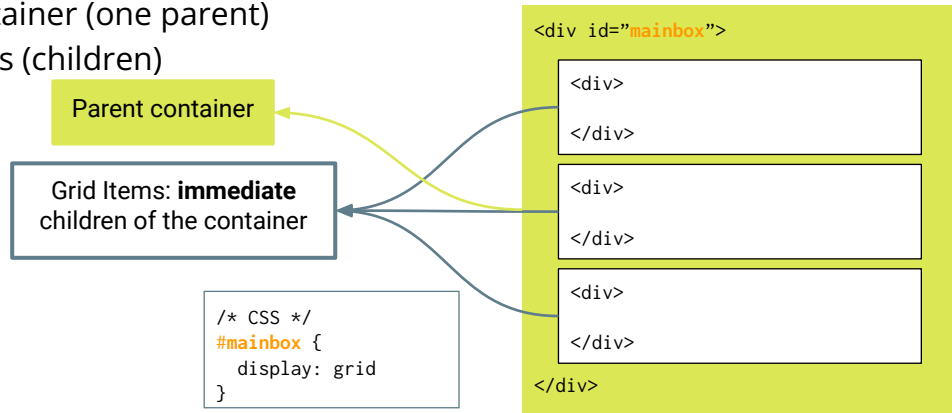 (one parent)
(children)
Parent container
Grid Items: immediate
children of the container
/* CSS */
#mainbox {
display: grid
}
<div id=”mainbox”>
<div>
</div>
<div>
</div>
<div>
</div>
</div>